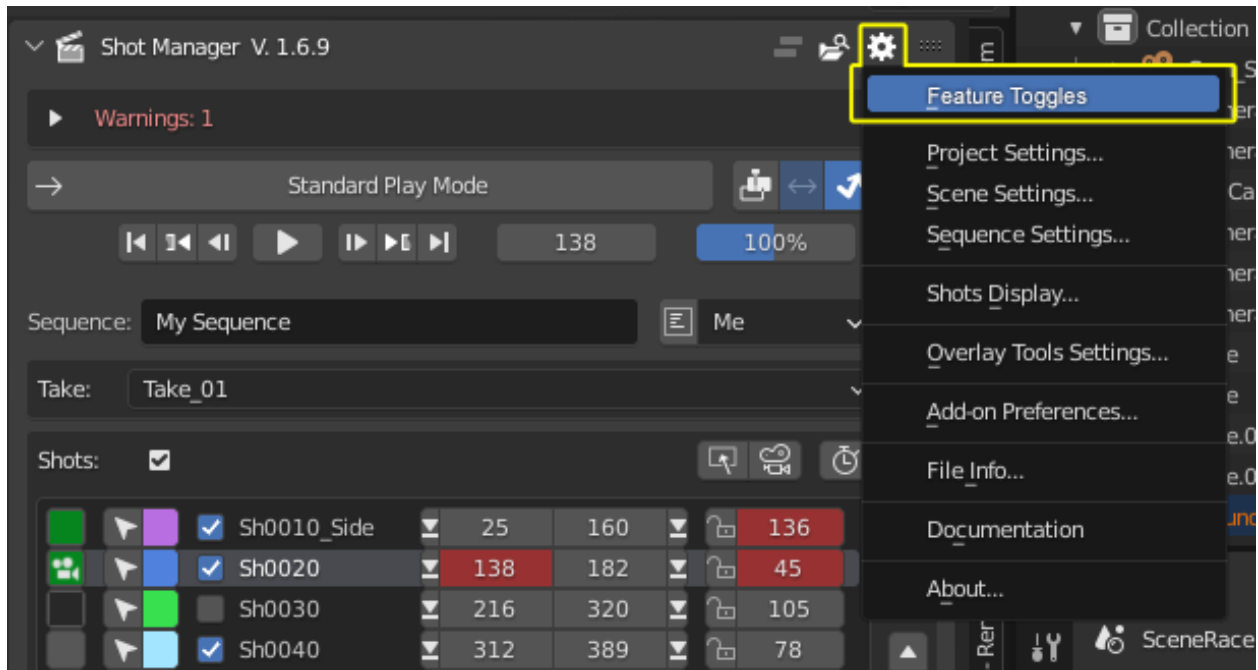 Shot Manager V. 1.6.9
Collection
Feature Toggles
Warnings: 1
Project Settings...
Standard Play Mode
Scene Settings...
Ca
138
100%
Sequence Settings...
Shots Display...
Sequence: My Sequence
Me
Overlay Tools Settings...
e
Take: Take_01
Add-on Preferences...
e
e.0
Shots:
File Info...
e.0
Sh0010_Side 25 160 136
Documentation
Sh0020 138 182 45
Sh0030 216 320 105
About...
Sh0040 312 389 78
SceneRace